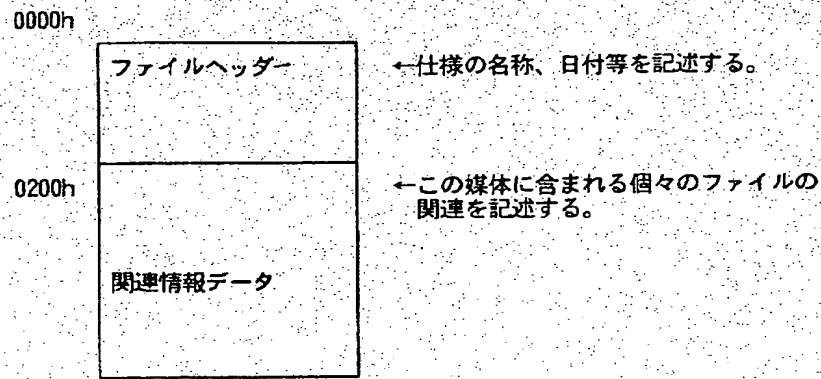 0000h
ファイルヘッダー
←仕様の名称、日付等を記述する。
0200h
←この媒体に含まれる個々のファイルの
関連を記述する。
関連情報データ